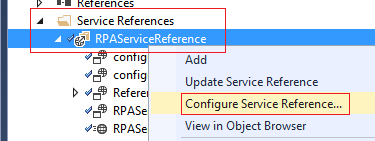 References
Service References
RPAServiceReference
config
config
Refere
RPASe
RPASe
Add
Update Service Reference
Configure Service Reference...
View in Object Browser